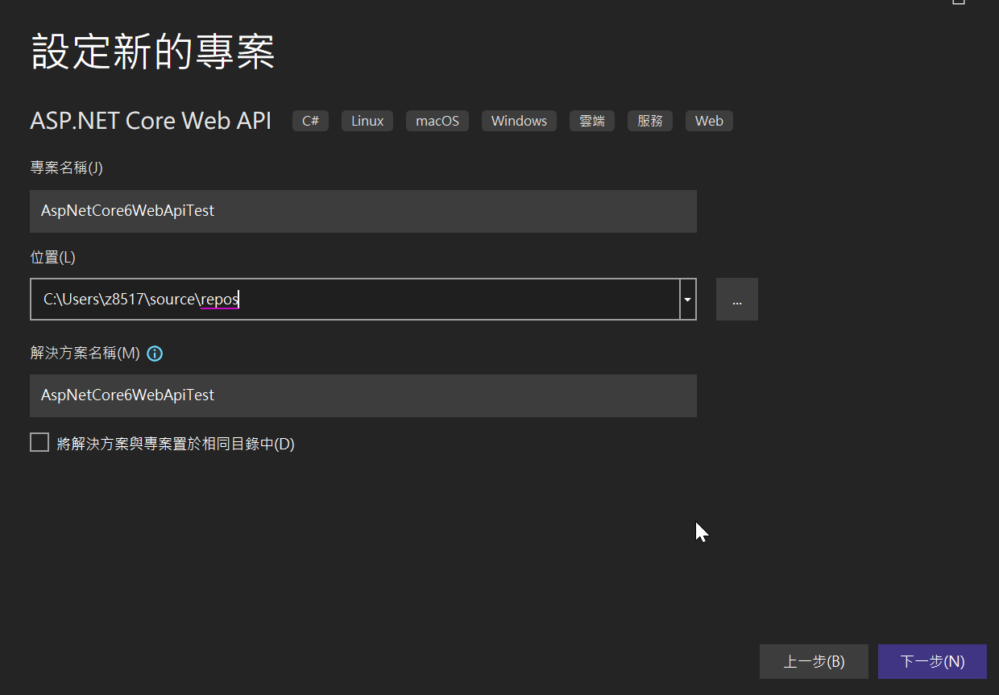 設定新的專案
ASP.NET Core Web API C# Linux macOS Windows 雲端 服務 Web
專案名稱(J)
AspNetCore6WebApiTest
位置(L)
C:\Users\z8517\source\repos
...
解決方案名稱(M)
AspNetCore6WebApiTest
將解決方案與專案置於相同目錄中(D)
上一步(B) 下一步(N)